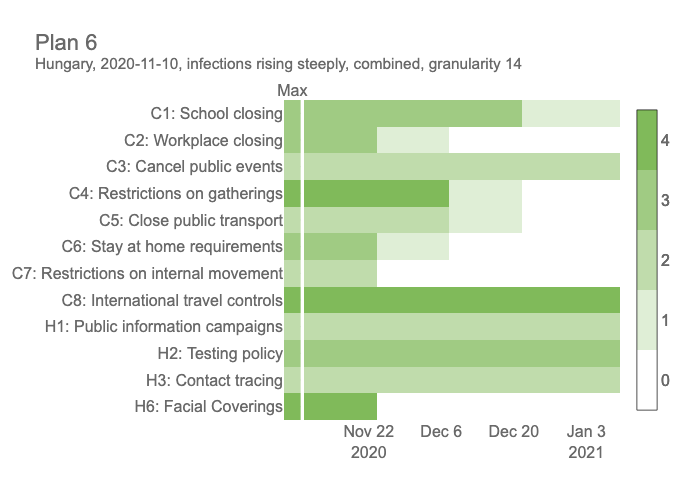 Plan 6
Hungary, 2020-11-10, infections rising steeply, combined, granularity 14
Max
C1: School closing
C2: Workplace closing
C3: Cancel public events
C4: Restrictions on gatherings
C5: Close public transport
C6: Stay at home requirements
C7: Restrictions on internal movement
C8: International travel controls
H1: Public information campaigns
H2: Testing policy
H3: Contact tracing
H6: Facial Coverings
4
3
2
1
0
Nov 22 Dec 6 Dec 20 Jan 3
2020 2021